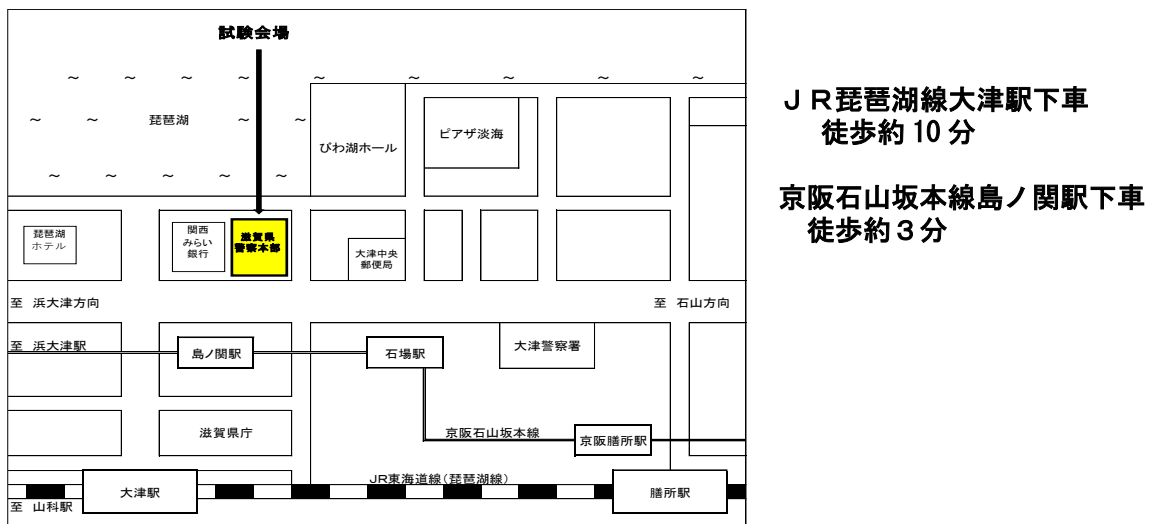 試験会場
~ ~ ~ ~ ~ ~ ~ ~ ~
~ ~ 琵琶湖 ~ ~
びわ湖ホール
ピアザ淡海
~ ~ ~ ~ ~
琵琶湖
ホテル
関西
みらい
銀行
滋賀県
警察本部
大津中央
郵便局
至 浜大津方向
至 石山方向
至 浜大津駅
島ノ関駅
石場駅
大津警察署
滋賀県庁
京阪石山坂本線
京阪膳所駅
JR東海道線(琵琶湖線)
大津駅
膳所駅
至 山科駅
JR琵琶湖線大津駅下車
徒歩約10分
京阪石山坂本線島ノ関駅下車
徒歩約3分